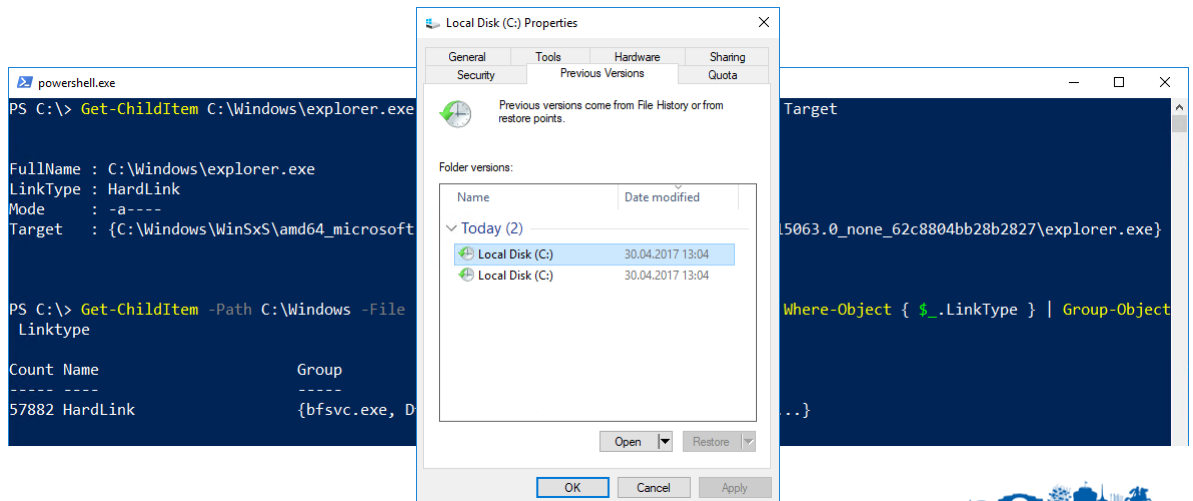 Local Disk (C:) Properties
General Tools Hardware Sharing
Security Previous Versions Quota
Previous versions come from File History or from
restore points.
Folder versions:
Name Date modified
Today (2)
Local Disk (C:) 30.04.2017 13:04
Local Disk (C:) 30.04.2017 13:04
Open Restore
OK Cancel Apply
powershell.exe
PS C:\> Get-ChildItem C:\Windows\explorer.exe Target
FullName : C:\Windows\explorer.exe
LinkType : HardLink
Mode : -a----
Target : {C:\Windows\WinSxS\amd64_microsoft 15063.0_none_62c8804bb28b2827\explorer.exe}
PS C:\> Get-ChildItem -Path C:\Windows -File Where-Object { $_.LinkType } | Group-Object
Linktype
Count Name Group
----- ---- -----
57882 HardLink {bfsvc.exe, D ...}